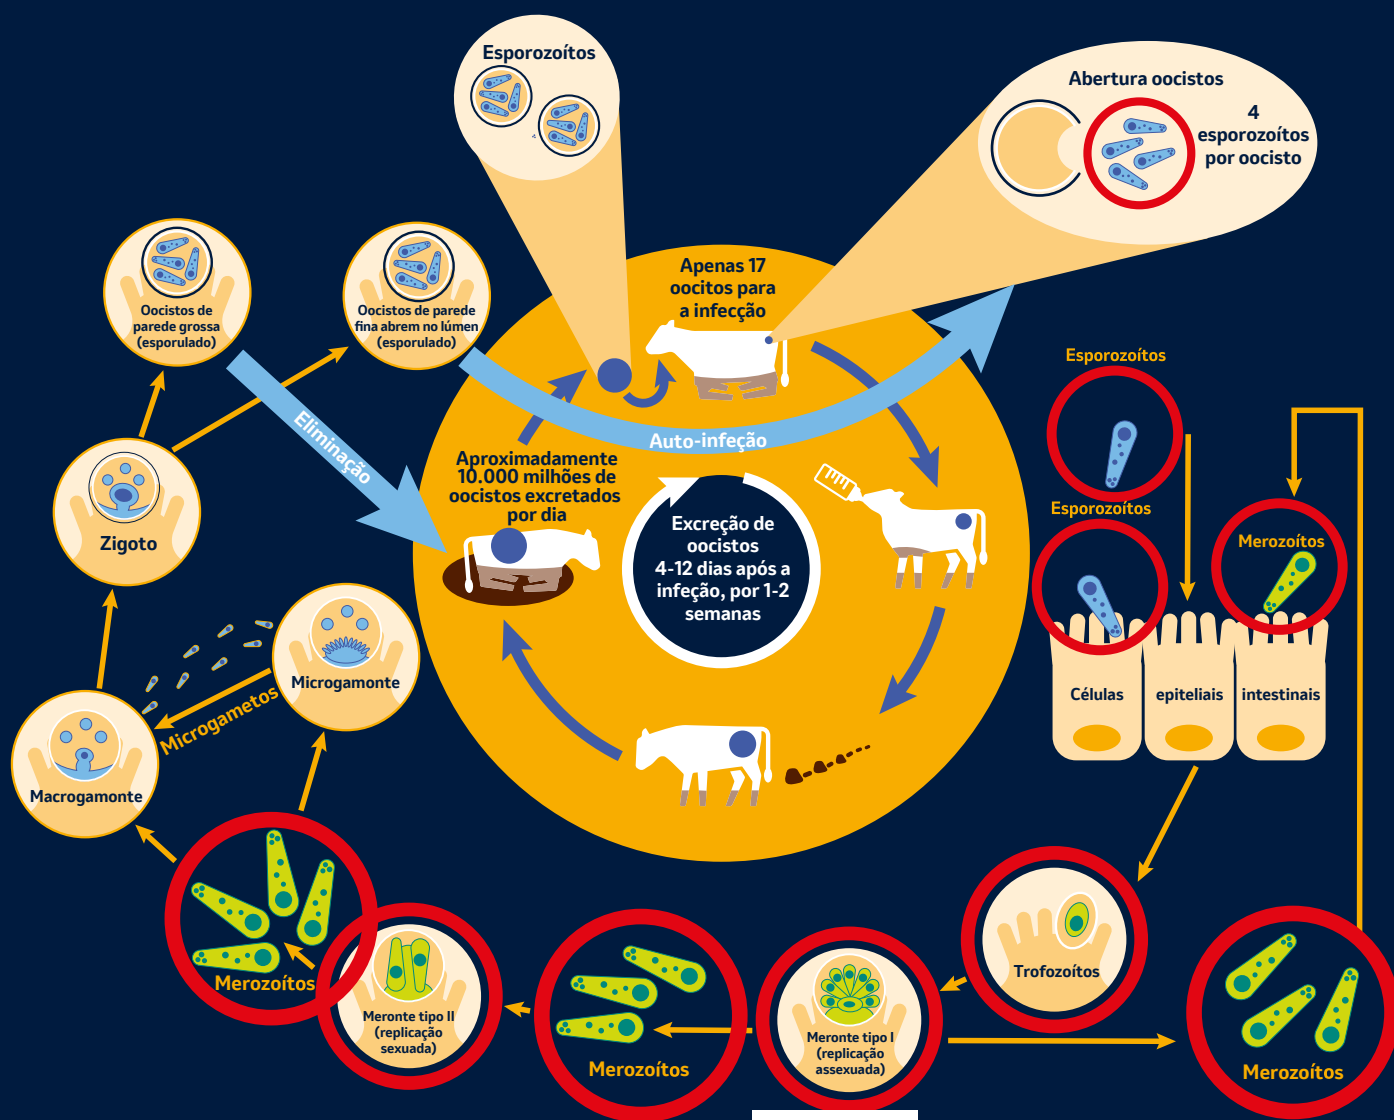 Esporozoítos
Abertura oocistos
4
esporozoítos
por oocisto
Oocistos de
parede grossa
(esporulado)
Oocistos de parede
fina abrem no lúmen
(esporulado)
Apenas 17
oocitos para
a infecção
Eliminação
Auto-infeção
Aproximadamente
10.000 milhões de
oocistos excretados
por dia
Excreção de
oocistos
4-12 dias após a
infeção, por 1-2
semanas
Esporozoítos
Esporozoítos
Merozoítos
Células
epiteliais
intestinais
Zigoto
Microgamonte
Microgametos
Macrogamonte
Merozoítos
Meronte tipo II
(replicação
sexuada)
Merozoítos
Meronte tipo I
(replicação
assexuada)
Trofozoítos
Merozoítos